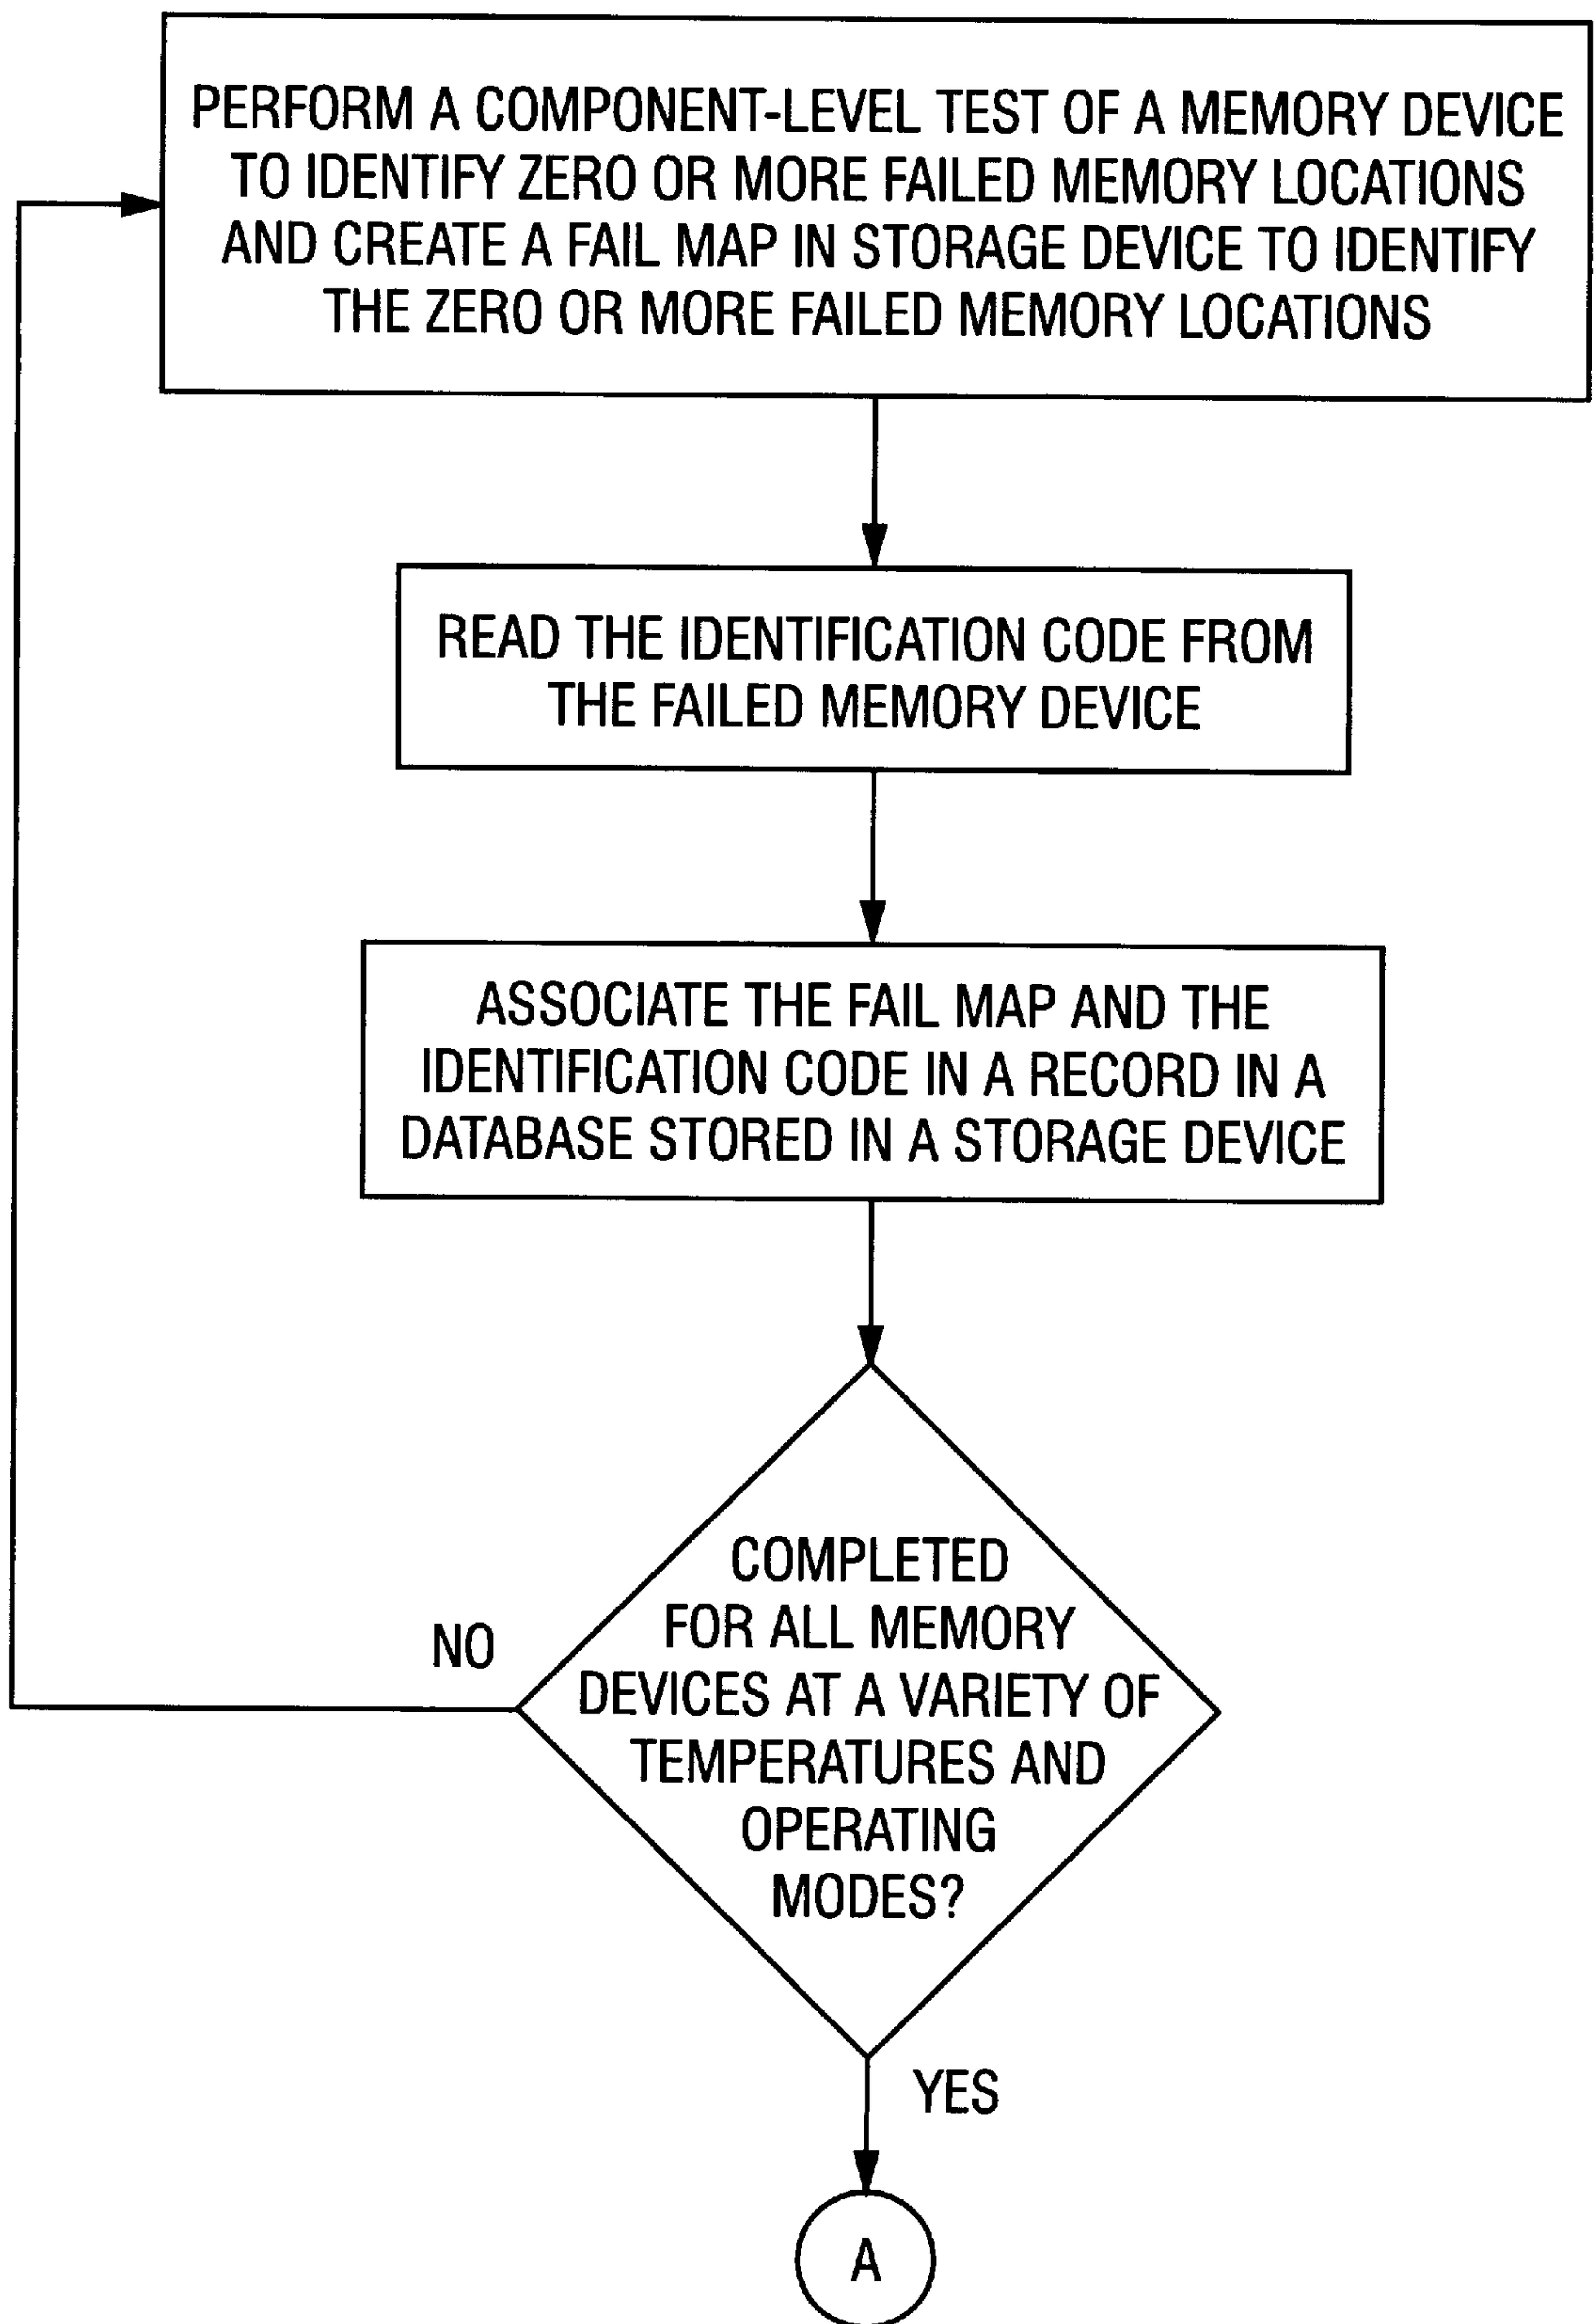 PERFORM A COMPONENT-LEVEL TEST OF A MEMORY DEVICE
TO IDENTIFY ZERO OR MORE FAILED MEMORY LOCATIONS
AND CREATE A FAIL MAP IN STORAGE DEVICE TO IDENTIFY
THE ZERO OR MORE FAILED MEMORY LOCATIONS
READ THE IDENTIFICATION CODE FROM
THE FAILED MEMORY DEVICE
ASSOCIATE THE FAIL MAP AND THE
IDENTIFICATION CODE IN A RECORD IN A
DATABASE STORED IN A STORAGE DEVICE
COMPLETED
FOR ALL MEMORY
DEVICES AT A VARIETY OF
TEMPERATURES AND
OPERATING
MODES?
NO
YES
A